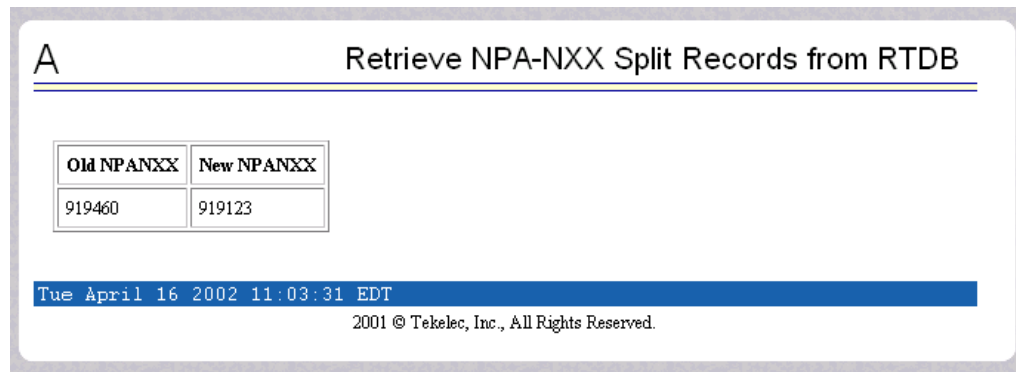 A
Retrieve NPA-NXX Split Records from RTDB
Old NPANXX New NPANXX
919460 919123
Tue April 16 2002 11:03:31 EDT
2001 © Tekelec, Inc., All Rights Reserved.